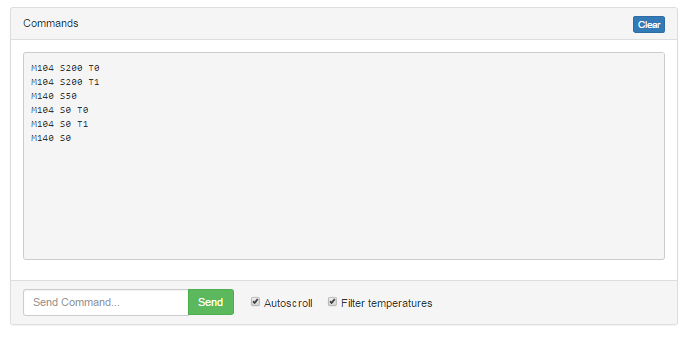 Commands
Clear
M104 S200 T0
M104 S200 T1
M140 S50
M104 S0 T0
M104 S0 T1
M140 S0
Send Command...
Send
Autoscroll
Filter temperatures